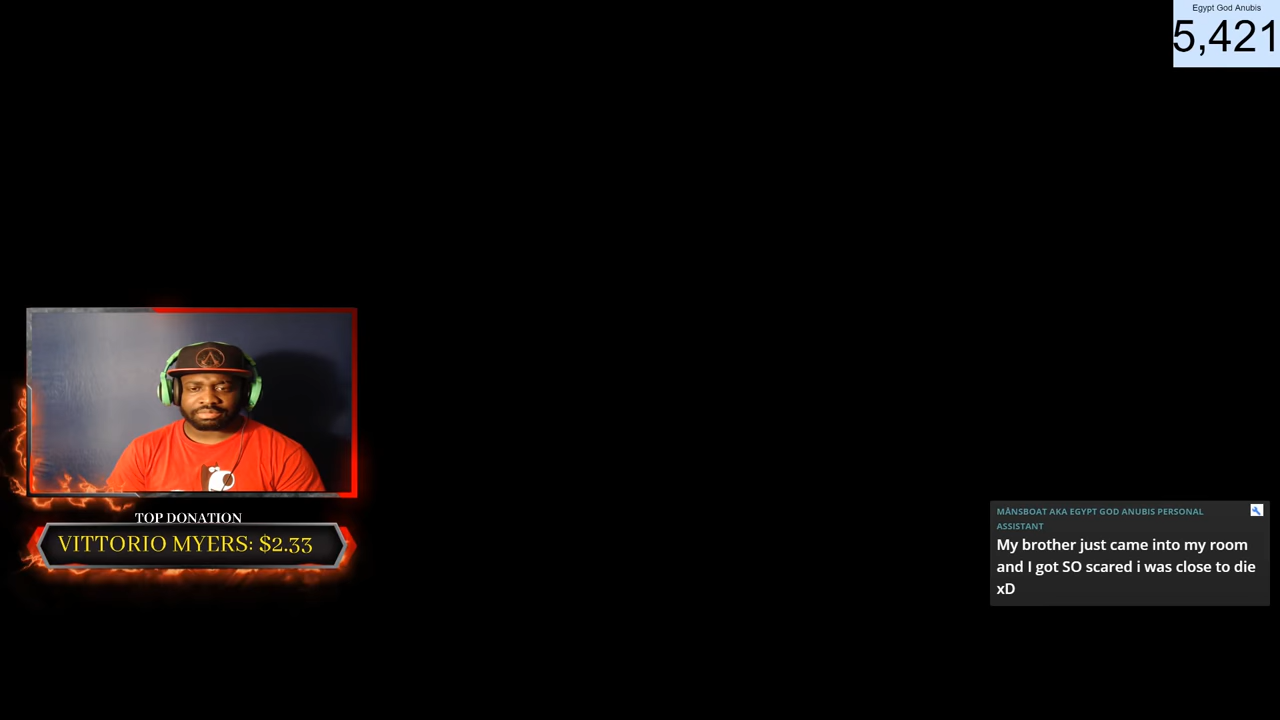 Egypt God Anubis
5,421
TOP DONATION
VITTORIO MYERS: $2.33
MÅNSBOAT AKA EGYPT GOD ANUBIS PERSONAL
ASSISTANT
My brother just came into my room
and I got SO scared i was close to die
xD